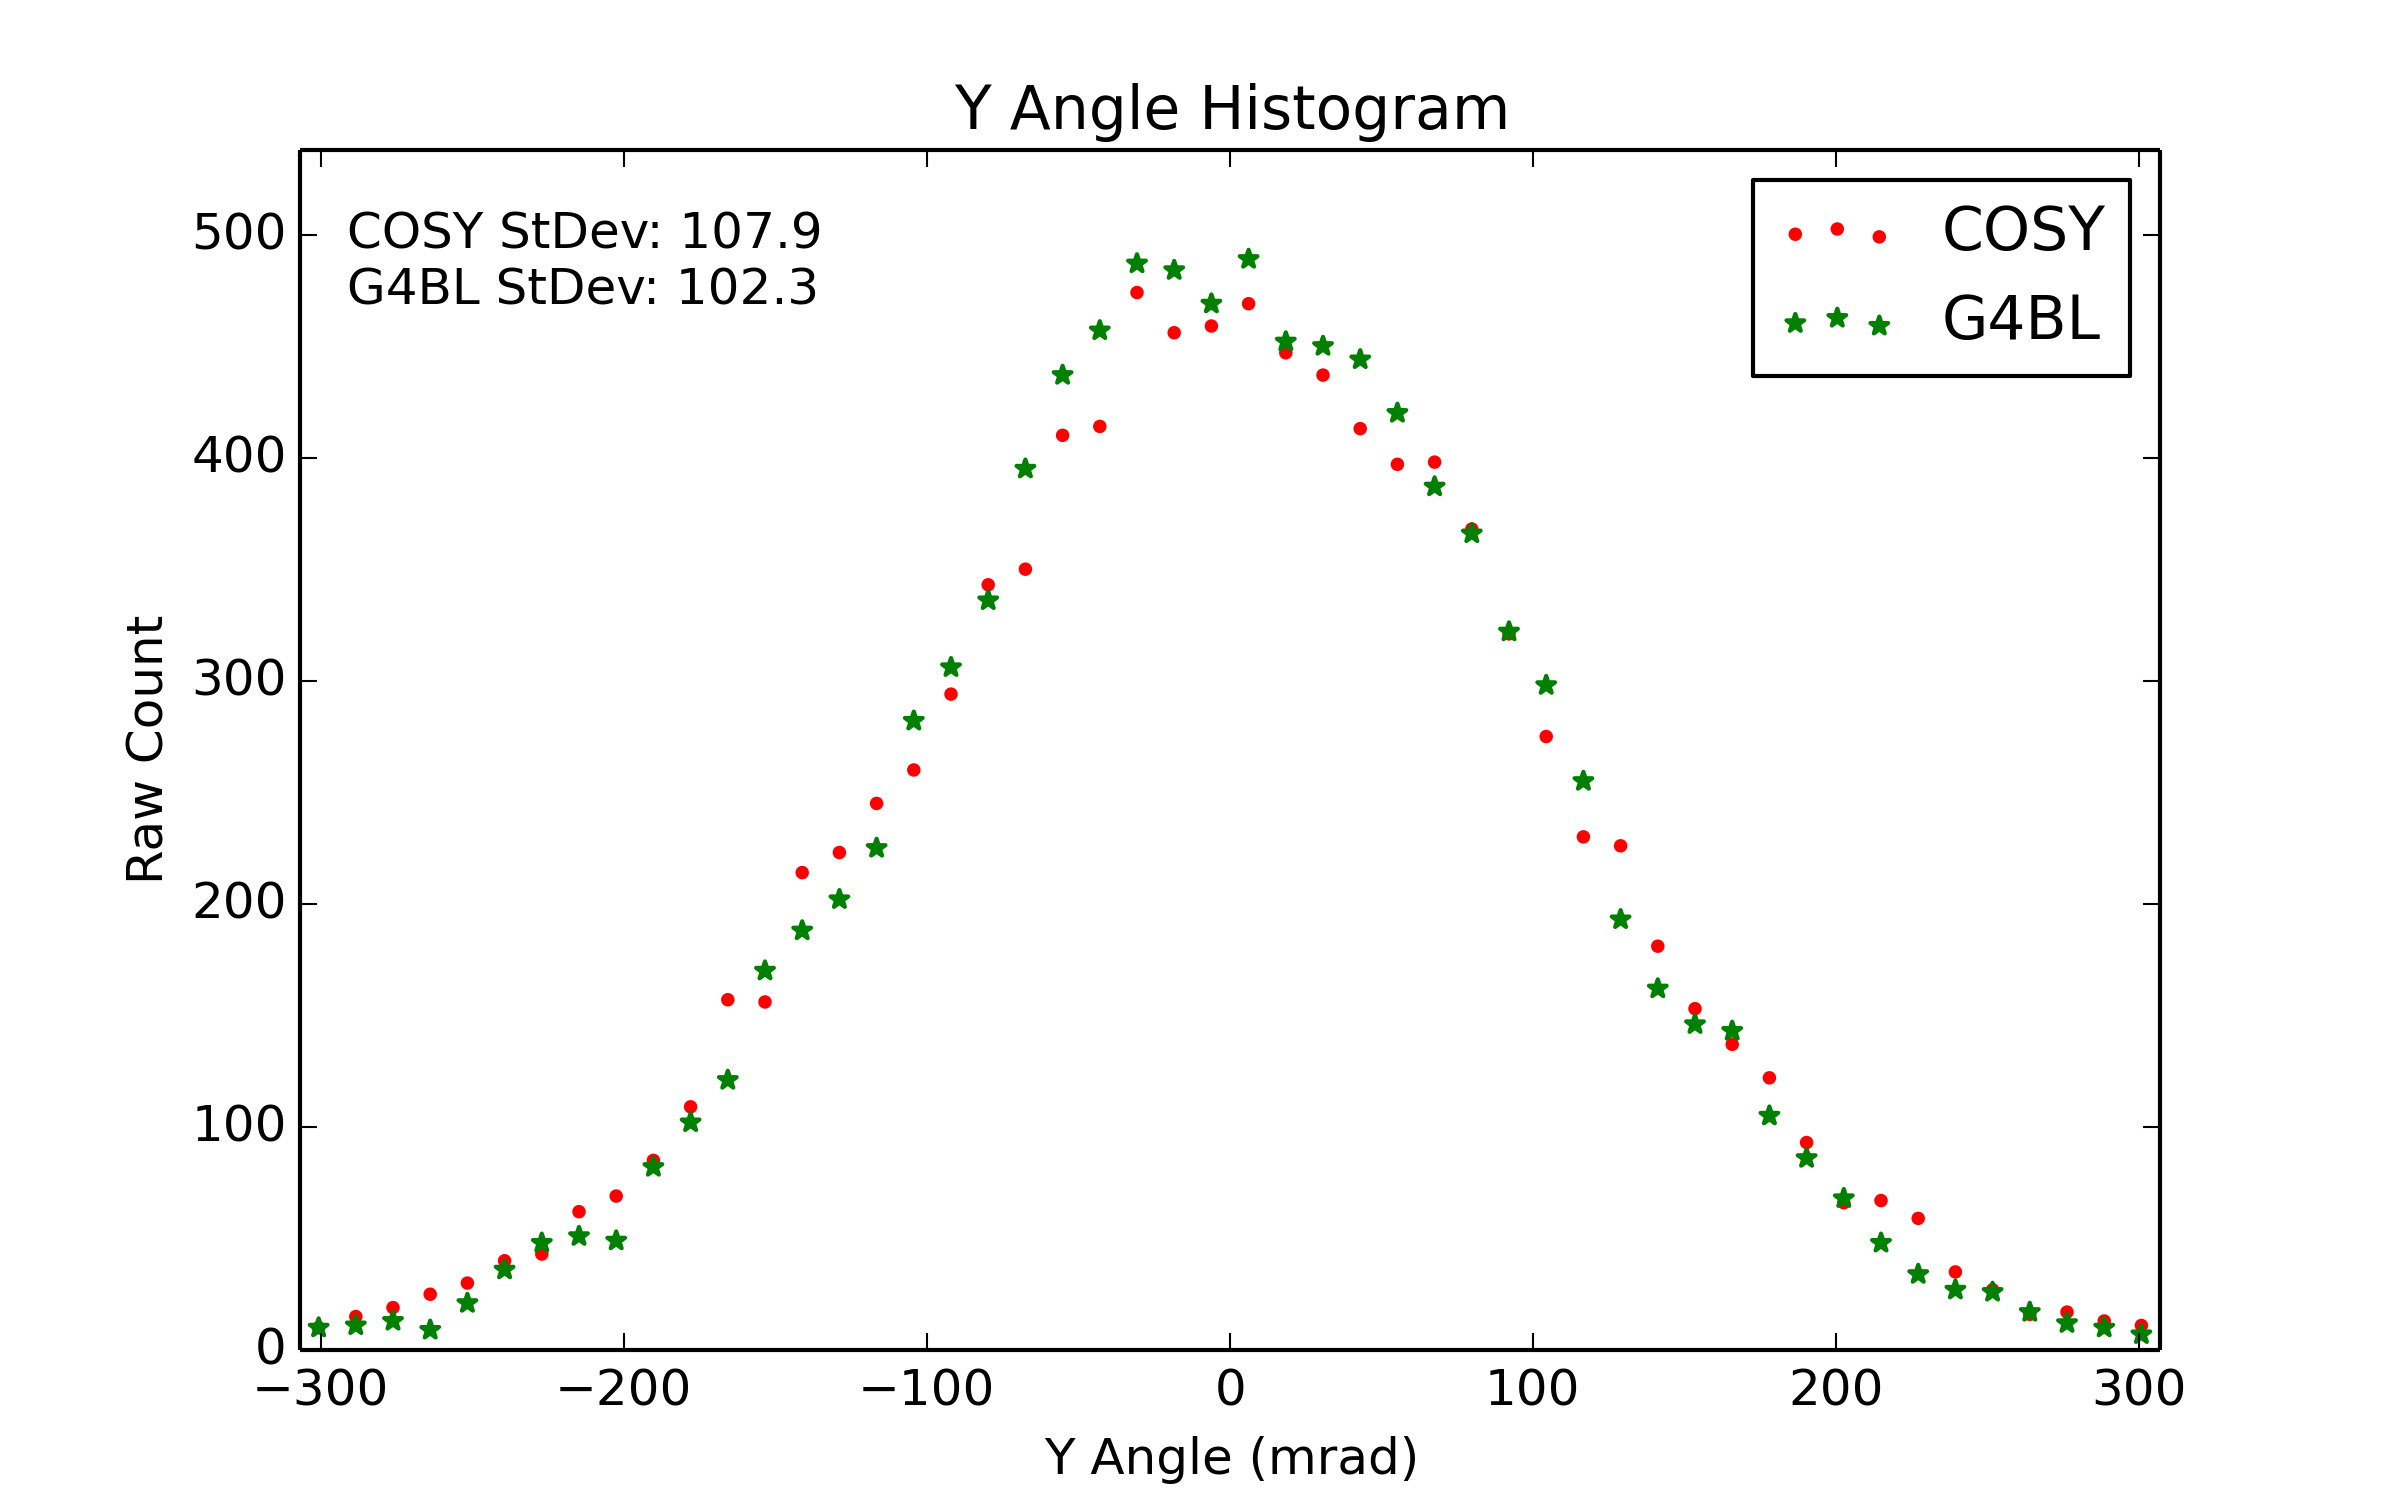 Y Angle Histogram
COSY StDev: 107.9
G4BL StDev: 102.3
COSY
G4BL
500
400
300
200
100
0
Raw Count
−300 −200 −100 0 100 200 300
Y Angle (mrad)